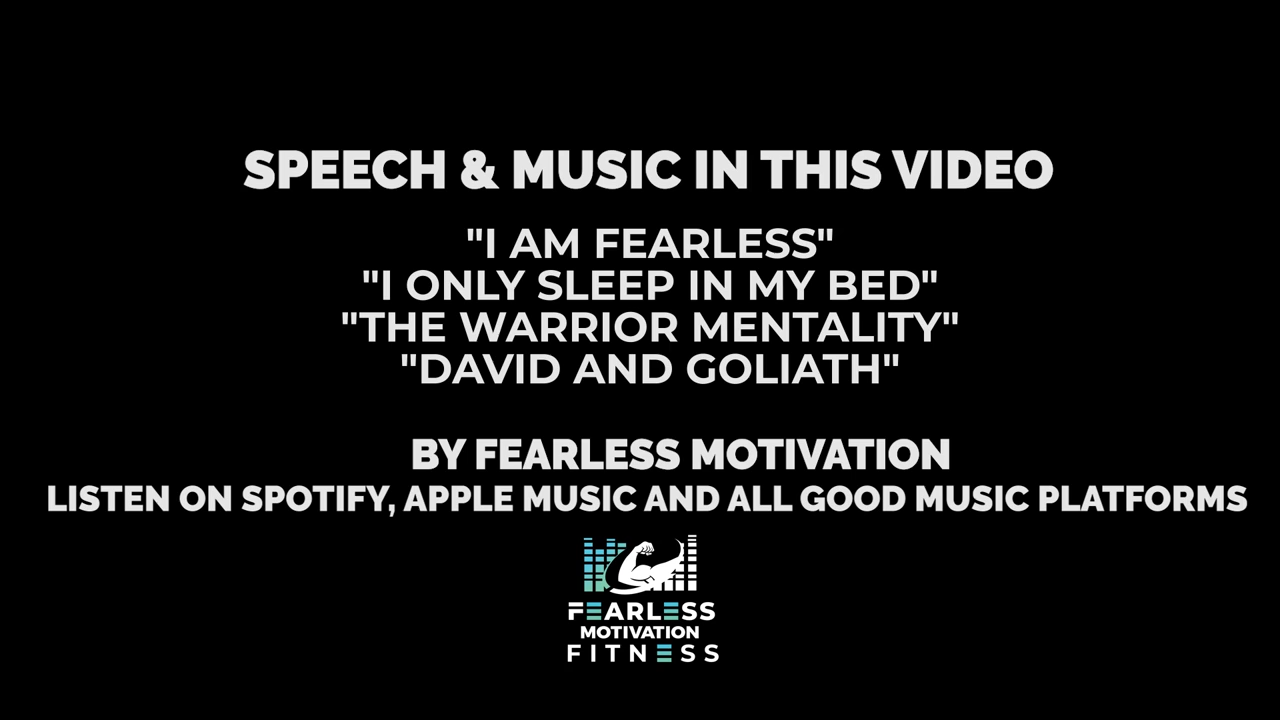 SPEECH & MUSIC IN THIS VIDEO
"I AM FEARLESS"
"I ONLY SLEEP IN MY BED"
"THE WARRIOR MENTALITY"
"DAVID AND GOLIATH"
BY FEARLESS MOTIVATION
LISTEN ON SPOTIFY, APPLE MUSIC AND ALL GOOD MUSIC PLATFORMS
FEARLESS
MOTIVATION
FITNESS